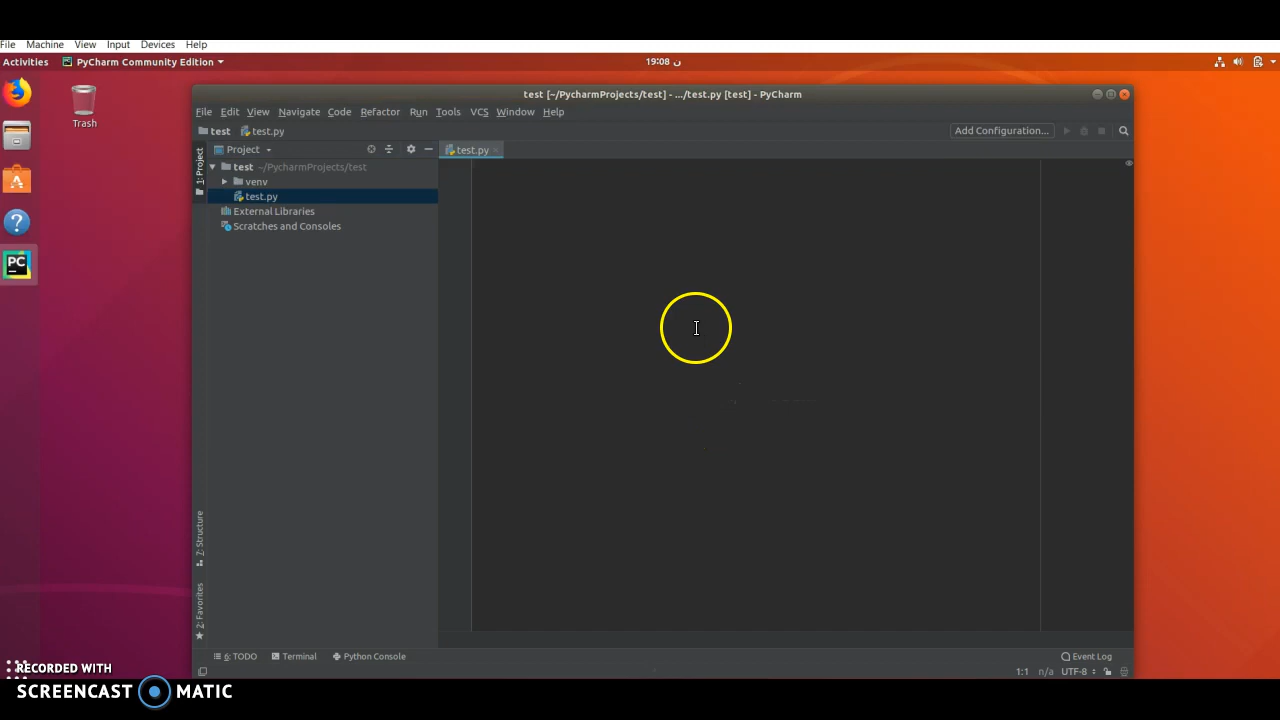 File Machine View Input Devices Help
Activities PyCharm Community Edition 19:08 ن
Trash
test [~/PycharmProjects/test] - .../test.py [test] - PyCharm
File Edit View Navigate Code Refactor Run Tools VCS Window Help
test test.py Add Configuration...
1: Project
Project
test.py
test ~/PycharmProjects/test
venv
test.py
External Libraries
Scratches and Consoles
PC
7: Structure
2: Favorites
6: TODO Terminal Python Console Event Log
1:1 n/a UTF-8
RECORDED WITH
SCREENCAST MATIC